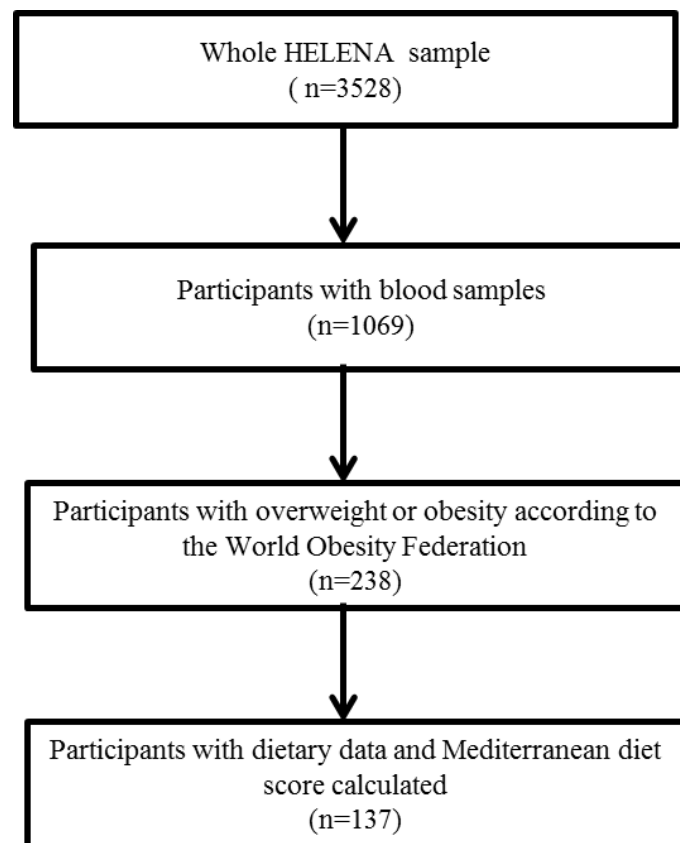 Whole HELENA sample
( n=3528)
Participants with blood samples
(n=1069)
Participants with overweight or obesity according to
the World Obesity Federation
(n=238)
Participants with dietary data and Mediterranean diet
score calculated
(n=137)